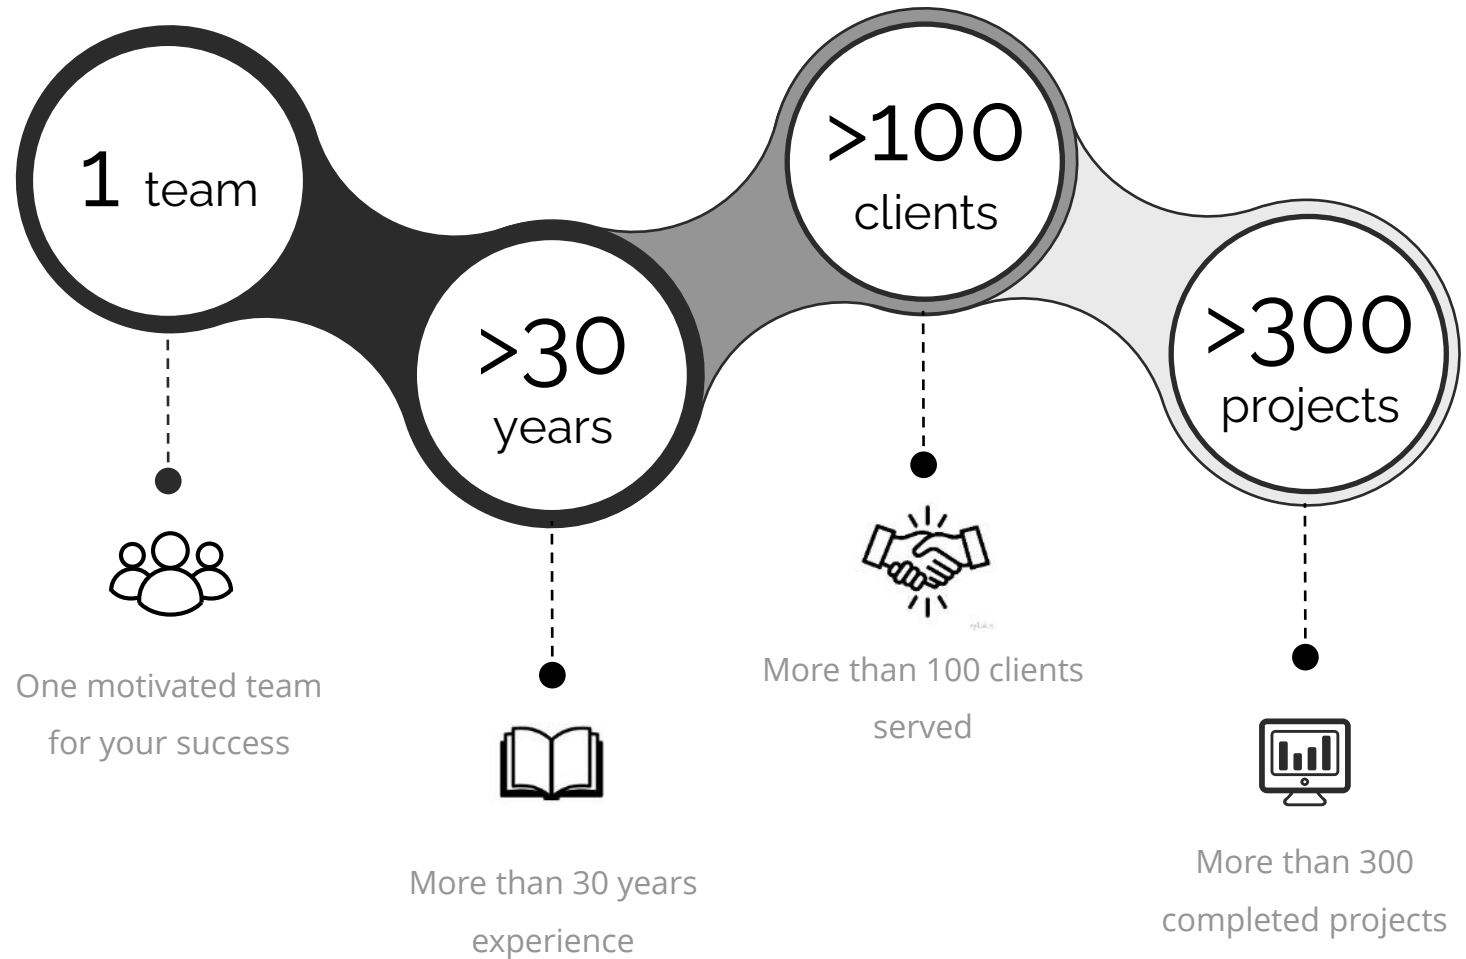 1 team
>30
years
>100
clients
>300
projects
One motivated team
for your success
More than 30 years
experience
More than 100 clients
served
More than 300
completed projects